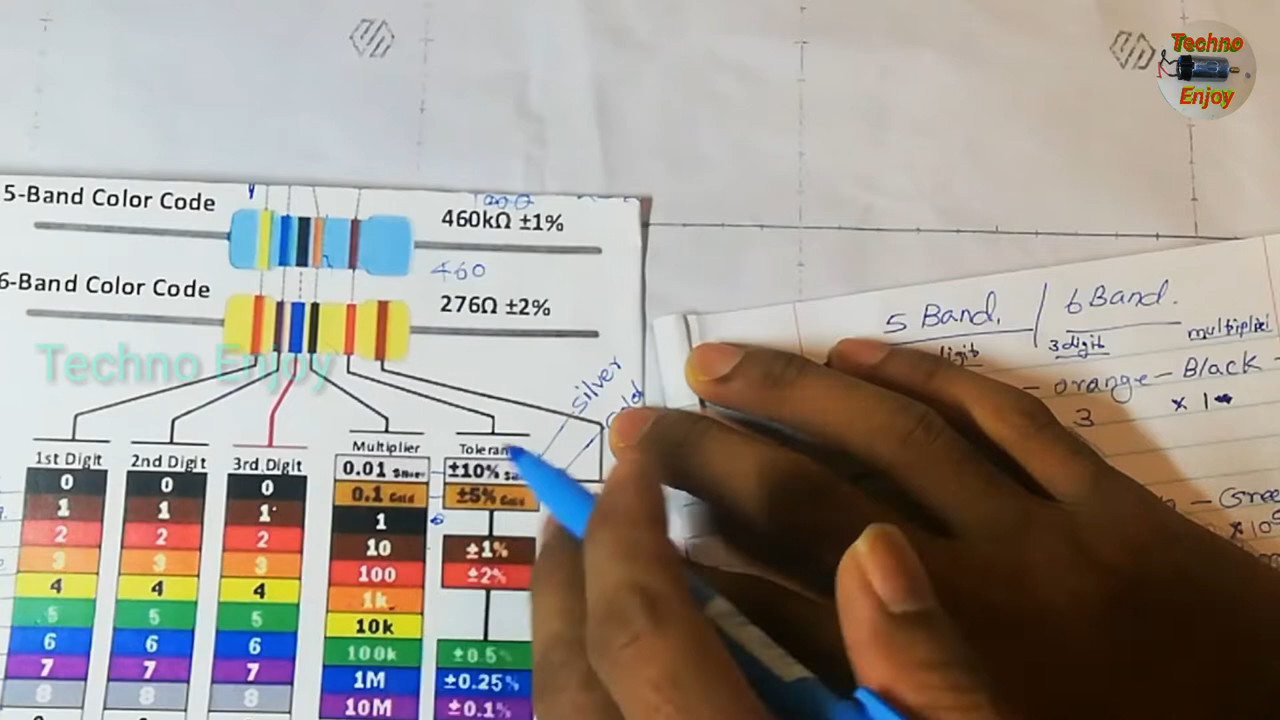 Techno
Enjoy
5-Band Color Code
460kΩ ±1%
460
6-Band Color Code
276Ω ±2%
Techno Enjoy
Silver
Gold
1st Digit 2nd Digit 3rd Digit Multiplier
0 0 0 0.01 Silver ±10%
1 1 1 0.1 Gold ±5% Gold
2 2 2 1
3 3 3 10 ±1%
4 4 4 100 ±2%
5 5 5 1k
6 6 6 10k
7 7 7 100k ±0.5%
8 8 8 1M ±0.25%
10M ±0.1%
5 Band. / 6 Band.
3 digit
- orange - Black -
3 × 1